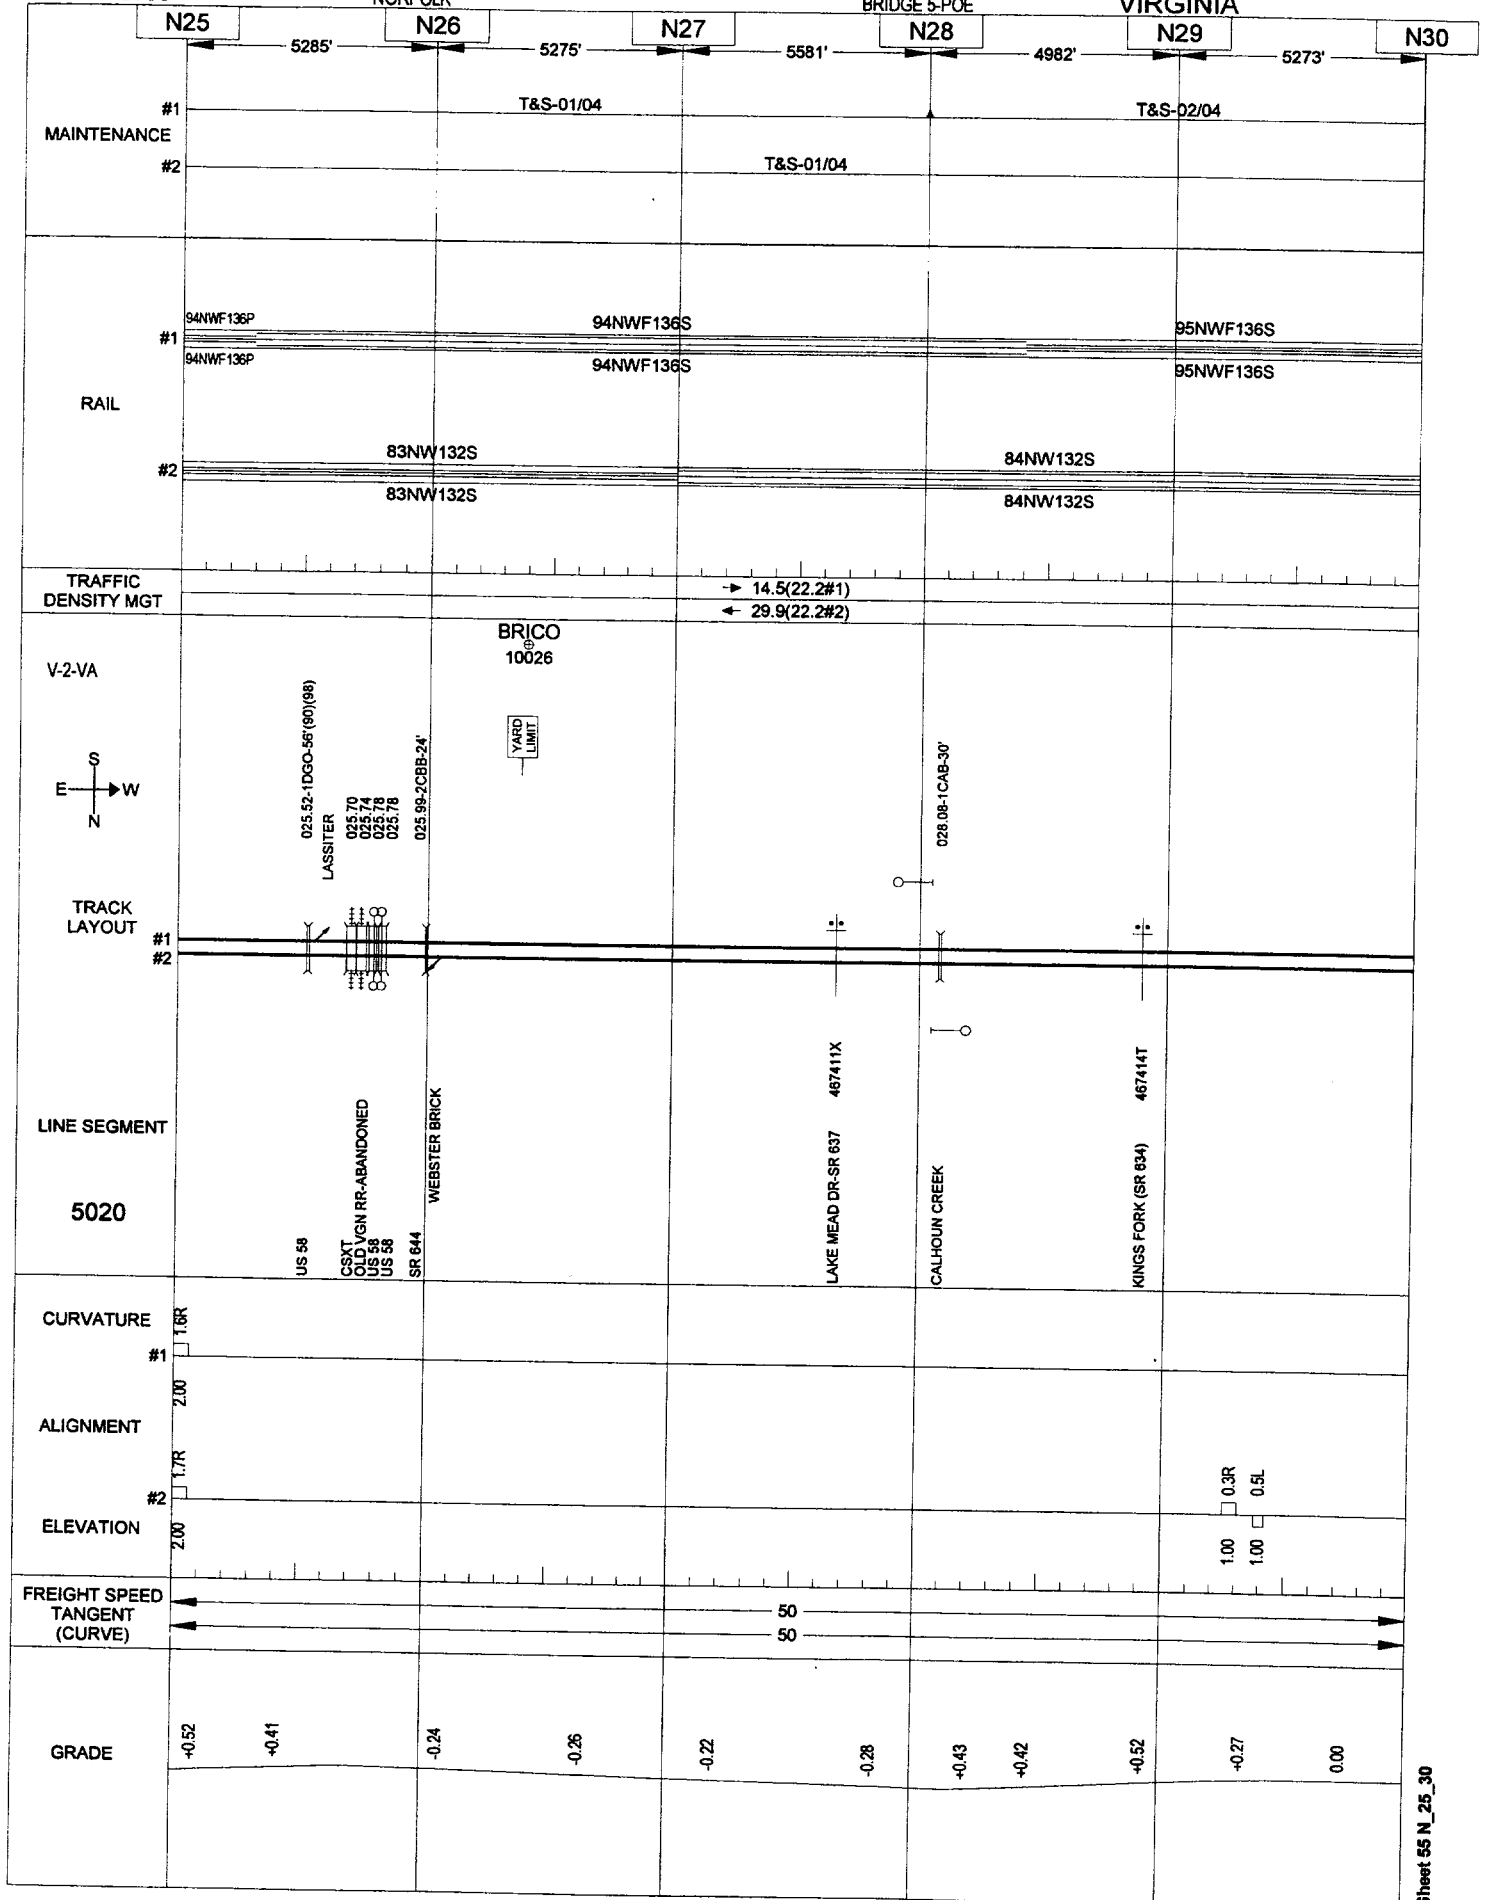 NORFOLK
BRIDGE 5-POE
VIRGINIA
N25
N26
N27
N28
N29
N30
5285'
5275'
5581'
4982'
5273'
MAINTENANCE
#1
T&S-01/04
T&S-02/04
#2
T&S-01/04
RAIL
#1
94NWF136P
94NWF136S
95NWF136S
94NWF136P
94NWF136S
95NWF136S
#2
83NW132S
84NW132S
83NW132S
84NW132S
TRAFFIC
DENSITY MGT
14.5(22.2#1)
29.9(22.2#2)
V-2-VA
BRICO
10026
YARD
LIMIT
S
E
W
N
025.52-1DGO-56'(90)(98)
LASSITER
025.70
025.74
025.78
025.78
025.99-2CBB-24'
028.08-1CAB-30'
TRACK
LAYOUT
#1
#2
LINE SEGMENT
5020
US 58
CSXT
OLD VGN RR-ABANDONED
US 58
US 58
SR 644
WEBSTER BRICK
LAKE MEAD DR-SR 637
467411X
CALHOUN CREEK
KINGS FORK (SR 634)
467414T
CURVATURE
#1
1.6R
2.00
ALIGNMENT
#2
1.7R
2.00
0.3R
0.5L
1.00
1.00
ELEVATION
FREIGHT SPEED
TANGENT
(CURVE)
50
50
GRADE
+0.52
+0.41
-0.24
-0.26
-0.22
-0.28
+0.43
+0.42
+0.52
+0.27
0.00
Sheet 55 N_25_30